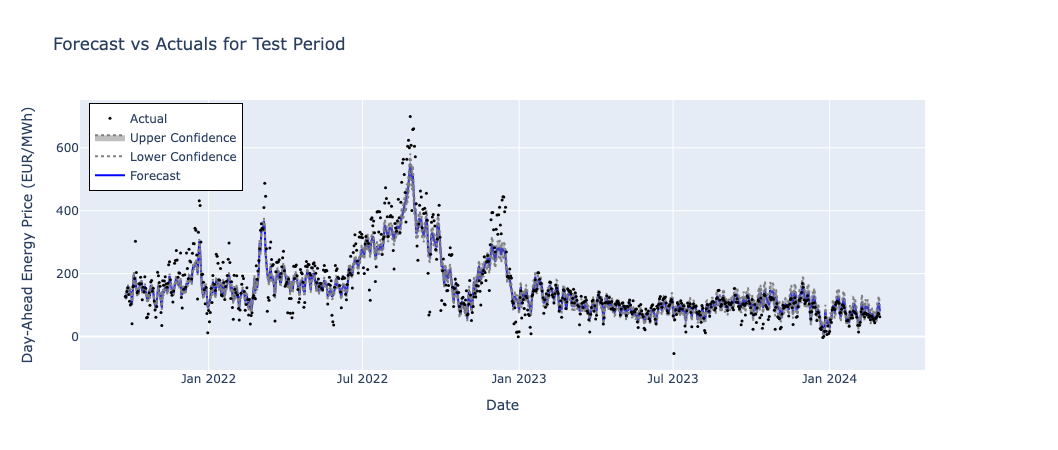 Forecast vs Actuals for Test Period
Day-Ahead Energy Price (EUR/MWh)
Actual
Upper Confidence
Lower Confidence
Forecast
600
400
200
0
Jan 2022
Jul 2022
Jan 2023
Jul 2023
Jan 2024
Date